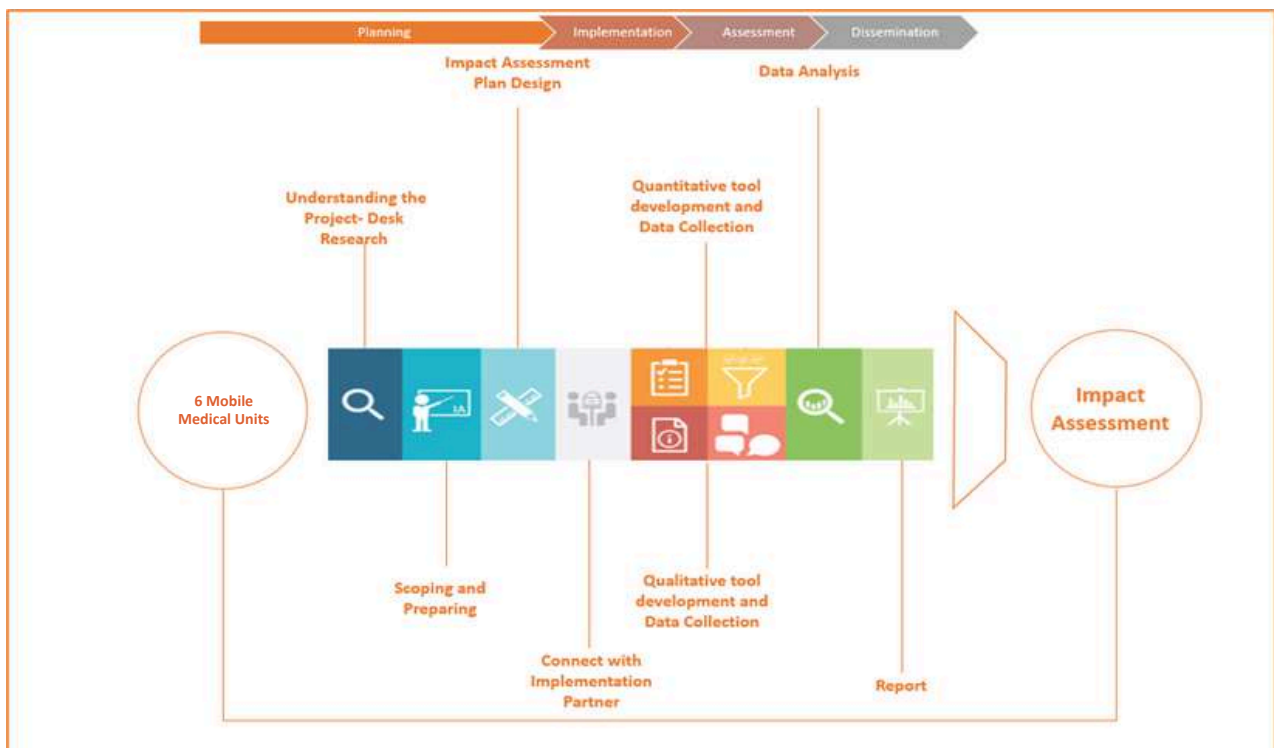 Planning
Implementation
Assessment
Dissemination
Impact Assessment
Plan Design
Data Analysis
Understanding the
Project- Desk
Research
Quantitative tool
development and
Data Collection
6 Mobile
Medical Units
IA
Impact
Assessment
Scoping and
Preparing
Qualitative tool
development and
Data Collection
Connect with
Implementation
Partner
Report